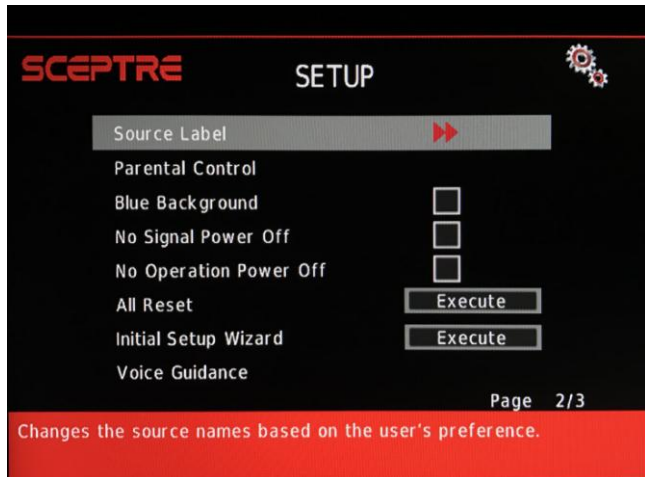 SCEPTRE
SETUP
Source Label
Parental Control
Blue Background
No Signal Power Off
No Operation Power Off
All Reset Execute
Initial Setup Wizard Execute
Voice Guidance
Page 2/3
Changes the source names based on the user's preference.